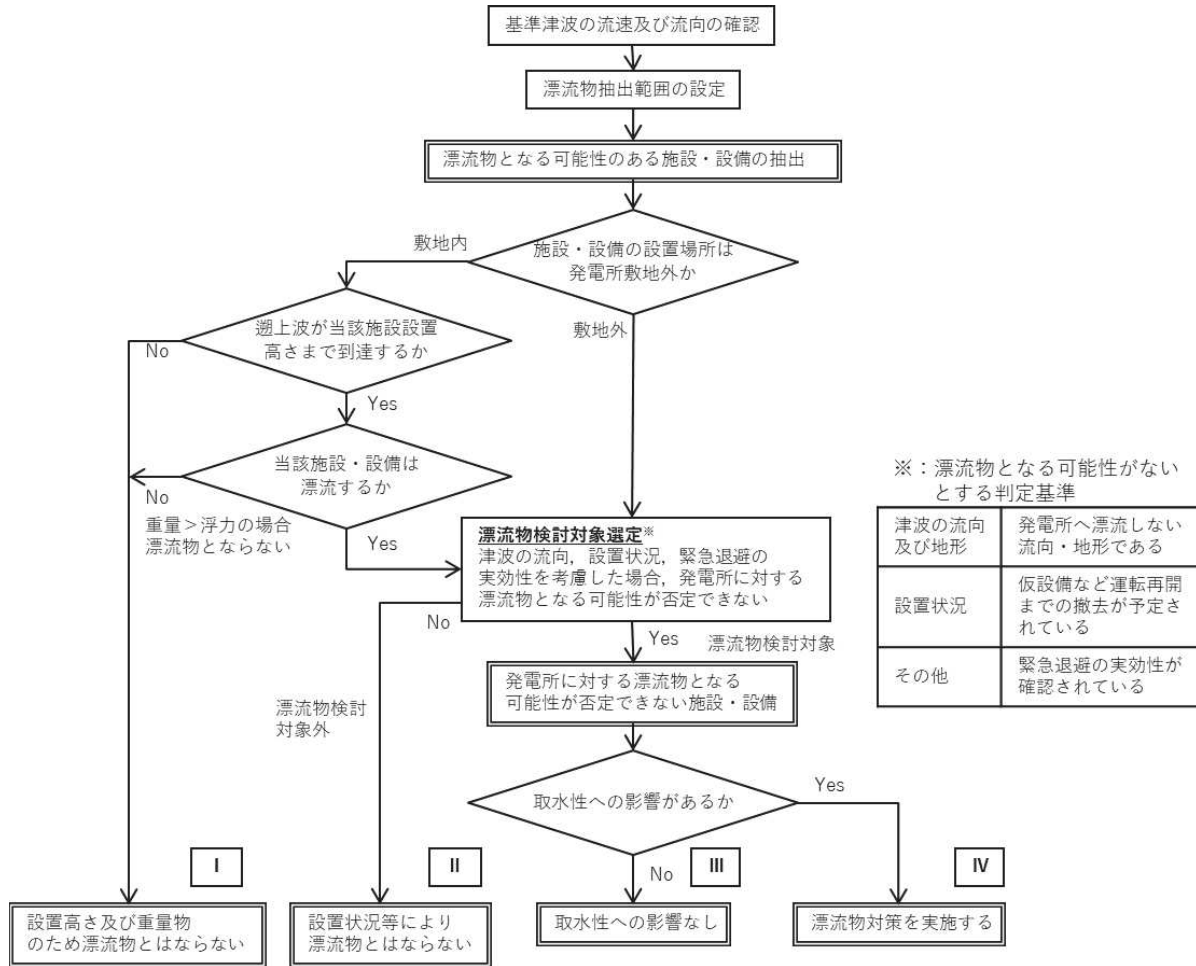 基準津波の流速及び流向の確認
漂流物抽出範囲の設定
漂流物となる可能性のある施設・設備の抽出
施設・設備の設置場所は
発電所敷地外か
敷地内
敷地外
遡上波が当該施設設置
高さまで到達するか
No
Yes
当該施設・設備は
漂流するか
No
重量＞浮力の場合
漂流物とならない
Yes
漂流物検討対象選定※
津波の流向，設置状況，緊急退避の
実効性を考慮した場合，発電所に対する
漂流物となる可能性が否定できない
No
Yes
漂流物検討対象
漂流物検討
対象外
発電所に対する漂流物となる
可能性が否定できない施設・設備
取水性への影響があるか
Yes
No
※：漂流物となる可能性がない
とする判定基準
津波の流向
及び地形
発電所へ漂流しない
流向・地形である
設置状況
仮設備など運転再開
までの撤去が予定さ
れている
その他
緊急退避の実効性が
確認されている
Ⅰ
Ⅱ
Ⅲ
Ⅳ
設置高さ及び重量物
のため漂流物とはならない
設置状況等により
漂流物とはならない
取水性への影響なし
漂流物対策を実施する